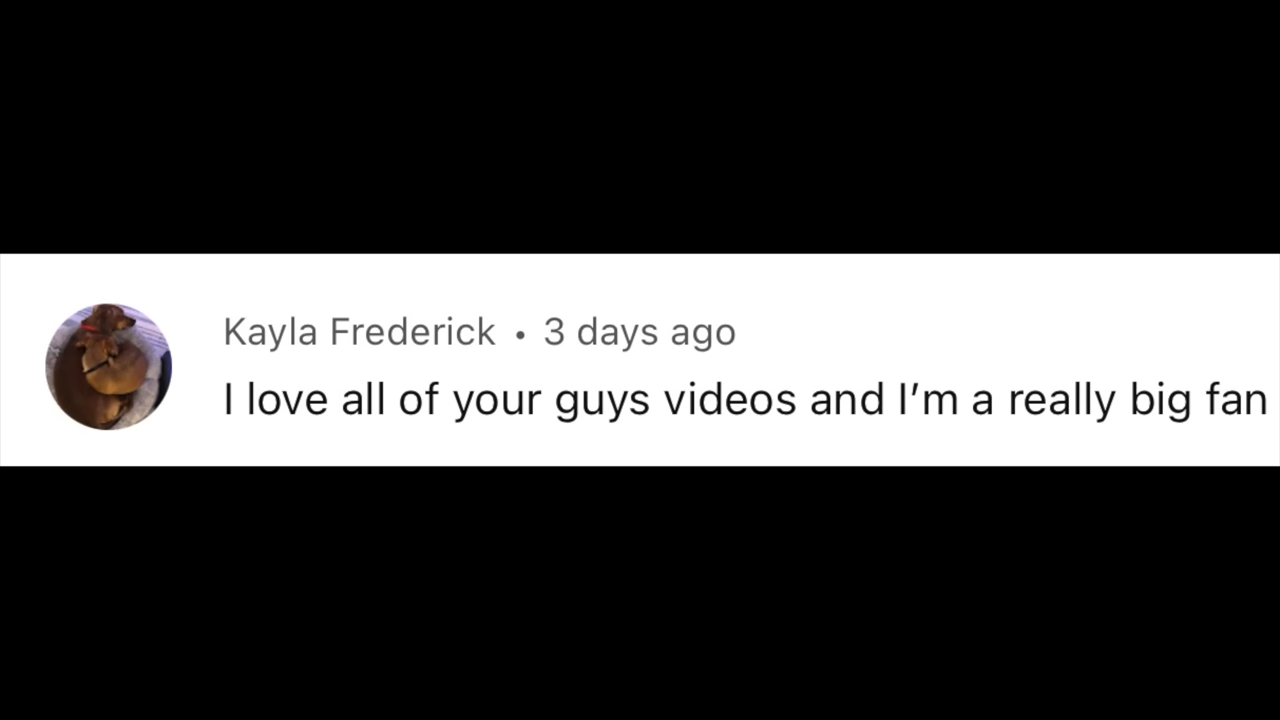 Kayla Frederick • 3 days ago
I love all of your guys videos and I’m a really big fan